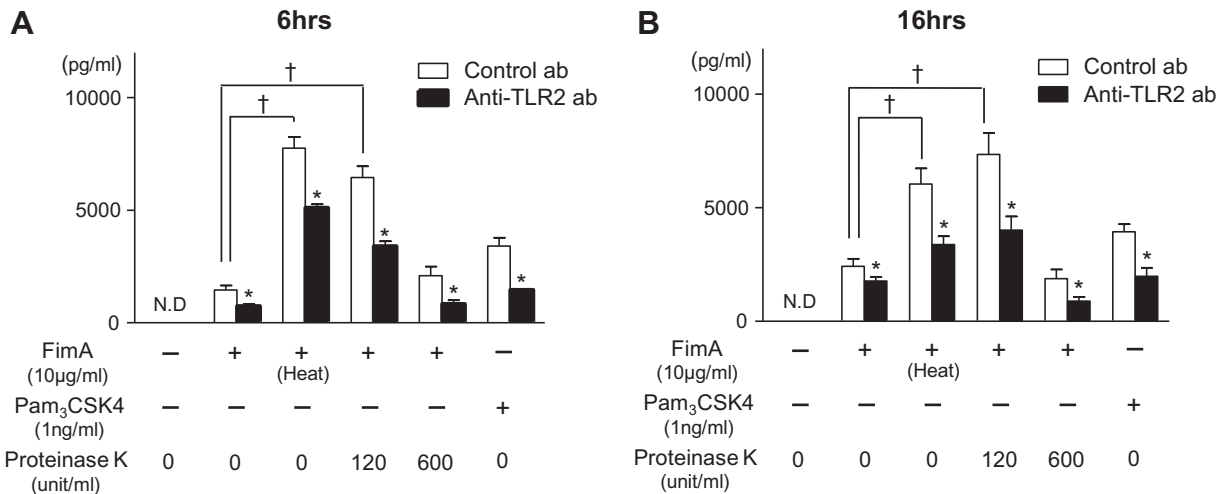 A
6hrs
(pg/ml)
10000
5000
0
Control ab
Anti-TLR2 ab
†
†
*
*
*
*
*
N.D
FimA – + + + + –
(10μg/ml) (Heat)
Pam₃CSK4 – – – – – +
(1ng/ml)
Proteinase K 0 0 0 120 600 0
(unit/ml)
B
16hrs
(pg/ml)
10000
5000
0
Control ab
Anti-TLR2 ab
†
†
*
*
*
*
*
N.D
FimA – + + + + –
(10μg/ml) (Heat)
Pam₃CSK4 – – – – – +
(1ng/ml)
Proteinase K 0 0 0 120 600 0
(unit/ml)